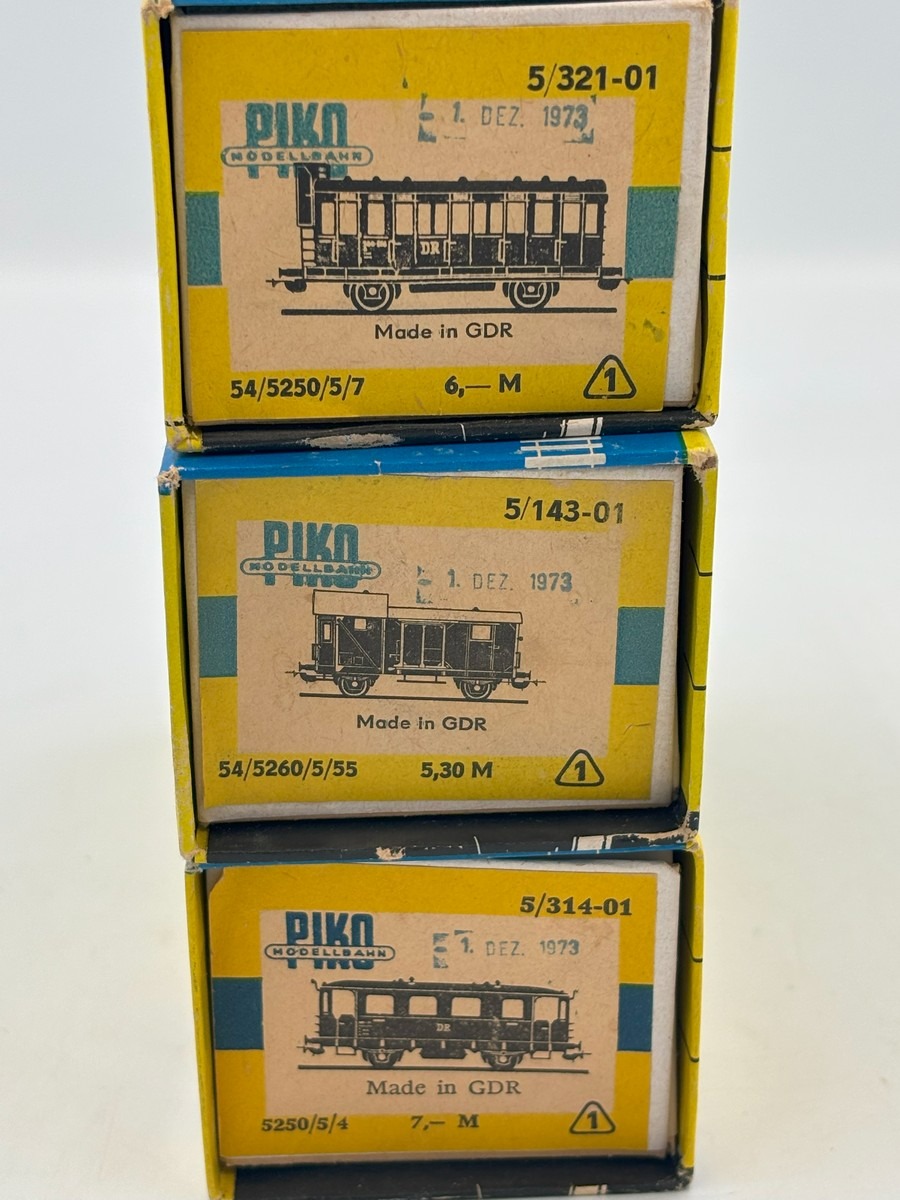 5/321-01
PIKO
MODELLBAHN
1. DEZ. 1973
DR
Made in GDR
54/5250/5/7 6,— M 1
5/143-01
PIKO
MODELLBAHN
1. DEZ. 1973
Made in GDR
54/5260/5/55 5,30 M 1
5/314-01
PIKO
MODELLBAHN
1. DEZ. 1973
DR
Made in GDR
5250/5/4 7,— M 1